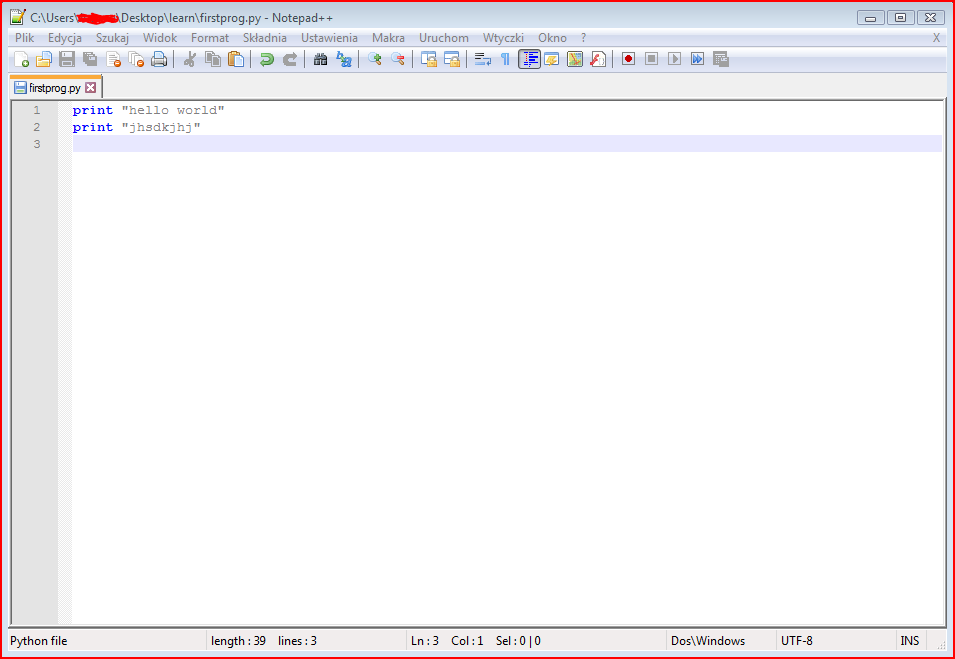 C:\Users\ \Desktop\learn\firstprog.py - Notepad++
Plik Edycja Szukaj Widok Format Składnia Ustawienia Makra Uruchom Wtyczki Okno ? X
firstprog.py
1 print "hello world"
2 print "jhsdkjhj"
3
Python file length : 39 lines : 3 Ln : 3 Col : 1 Sel : 0 | 0 Dos\Windows UTF-8 INS